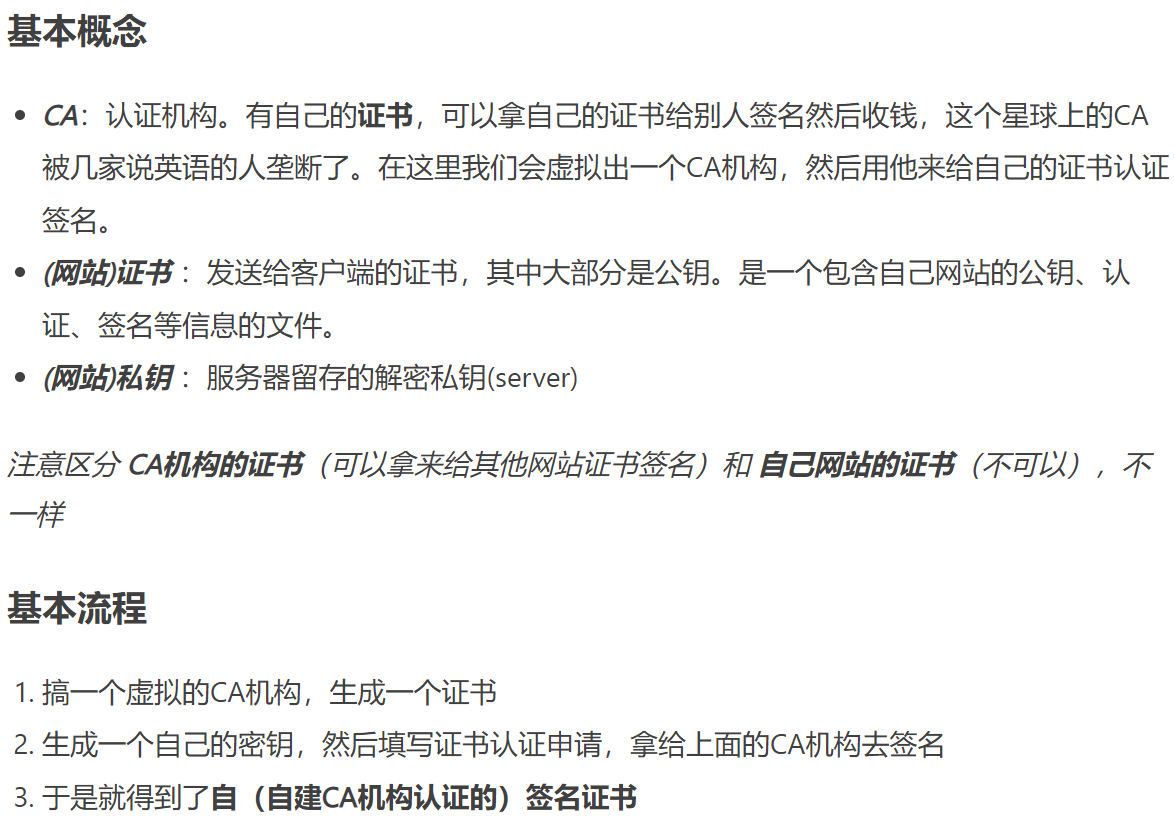 基本概念
• CA：认证机构。有自己的证书，可以拿自己的证书给别人签名然后收钱，这个星球上的CA
被几家说英语的人垄断了。在这里我们会虚拟出一个CA机构，然后用他来给自己的证书认证
签名。
• (网站)证书 ：发送给客户端的证书，其中大部分是公钥。是一个包含自己网站的公钥、认
证、签名等信息的文件。
• (网站)私钥 ：服务器留存的解密私钥(server)
注意区分 CA机构的证书（可以拿来给其他网站证书签名）和 自己网站的证书（不可以），不
一样
基本流程
1. 搞一个虚拟的CA机构，生成一个证书
2. 生成一个自己的密钥，然后填写证书认证申请，拿给上面的CA机构去签名
3. 于是就得到了自（自建CA机构认证的）签名证书